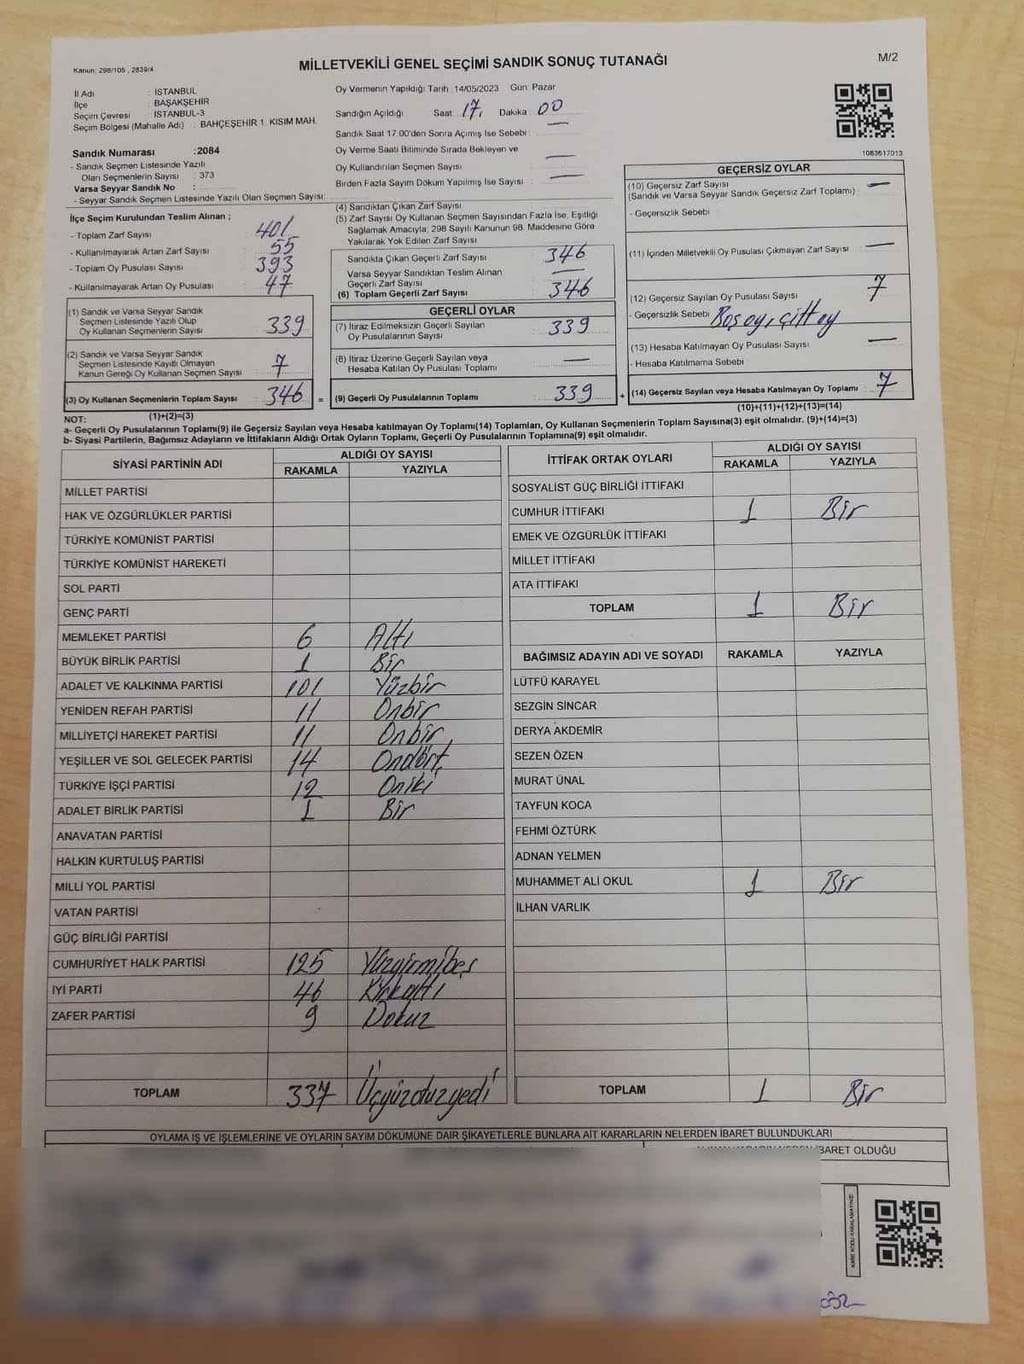 Kanun: 298/105 , 2839/4
MİLLETVEKİLİ GENEL SEÇİMİ SANDIK SONUÇ TUTANAĞI
M/2
İl Adı : İSTANBUL
İlçe : BAŞAKŞEHİR
Seçim Çevresi : İSTANBUL-3
Seçim Bölgesi (Mahalle Adı) : BAHÇEŞEHİR 1. KISIM MAH.
Sandık Numarası :2084
- Sandık Seçmen Listesinde Yazılı
Olan Seçmenlerin Sayısı : 373
Varsa Seyyar Sandık No :
- Seyyar Sandık Seçmen Listesinde Yazılı Olan Seçmen Sayısı:
Oy Vermenin Yapıldığı Tarih :14/05/2023 Gün: Pazar
Sandığın Açıldığı Saat: 17, Dakika: 00
Sandık Saat 17:00'den Sonra Açılmış İse Sebebi : —
Oy Verme Saati Bitiminde Sırada Bekleyen ve
Oy Kullandırılan Seçmen Sayısı : —
Birden Fazla Sayım Döküm Yapılmış İse Sayısı : —
1083617013
İlçe Seçim Kurulundan Teslim Alınan ;
- Toplam Zarf Sayısı : 401
- Kullanılmayarak Artan Zarf Sayısı : 55
- Toplam Oy Pusulası Sayısı : 393
- Kullanılmayarak Artan Oy Pusulası : 47
(1) Sandık ve Varsa Seyyar Sandık
Seçmen Listesinde Yazılı Olup
Oy Kullanan Seçmenlerin Sayısı 339
(2) Sandık ve Varsa Seyyar Sandık
Seçmen Listesinde Kayıtlı Olmayan
Kanun Gereği Oy Kullanan Seçmen Sayısı 7
(3) Oy Kullanan Seçmenlerin Toplam Sayısı 346 =
(1)+(2)=(3)
(4) Sandıktan Çıkan Zarf Sayısı :
(5) Zarf Sayısı Oy Kullanan Seçmen Sayısından Fazla İse, Eşitliği
Sağlamak Amacıyla; 298 Sayılı Kanunun 98. Maddesine Göre
Yakılarak Yok Edilen Zarf Sayısı :
Sandıkta Çıkan Geçerli Zarf Sayısı 346
Varsa Seyyar Sandıktan Teslim Alınan
Geçerli Zarf Sayısı —
(6) Toplam Geçerli Zarf Sayısı 346
GEÇERLİ OYLAR
(7) İtiraz Edilmeksizin Geçerli Sayılan
Oy Pusulasının Sayısı 339
(8) İtiraz Üzerine Geçerli Sayılan veya
Hesaba Katılan Oy Pusulası Toplamı —
(9) Geçerli Oy Pusulalarının Toplamı 339 +
GEÇERSİZ OYLAR
(10) Geçersiz Zarf Sayısı —
(Sandık ve Varsa Seyyar Sandık Geçersiz Zarf Toplamı)
- Geçersizlik Sebebi :
(11) İçinden Milletvekili Oy Pusulası Çıkmayan Zarf Sayısı —
(12) Geçersiz Sayılan Oy Pusulası Sayısı 7
- Geçersizlik Sebebi : Boş oy, çift oy
(13) Hesaba Katılmayan Oy Pusulası Sayısı —
- Hesaba Katılmama Sebebi :
(14) Geçersiz Sayılan veya Hesaba Katılmayan Oy Toplamı 7
(10)+(11)+(12)+(13)=(14)
NOT:
a- Geçerli Oy Pusulalarının Toplam(9) ile Geçersiz Sayılan veya Hesaba katılmayan Oy Toplamı(14) Toplamları, Oy Kullanan Seçmenlerin Toplam Sayısına(3) eşit olmalıdır. (9)+(14)=(3)
b- Siyasi Partilerin, Bağımsız Adayların ve İttifakların Aldığı Ortak Oyların Toplamı, Geçerli Oy Pusulalarının Toplamına(9) eşit olmalıdır.
SİYASİ PARTİNİN ADI ALDIĞI OY SAYISI
RAKAMLA YAZIYLA
MİLLET PARTİSİ
HAK VE ÖZGÜRLÜKLER PARTİSİ
TÜRKİYE KOMÜNİST PARTİSİ
TÜRKİYE KOMÜNİST HAREKETİ
SOL PARTİ
GENÇ PARTİ
MEMLEKET PARTİSİ 6 Altı
BÜYÜK BİRLİK PARTİSİ 1 Bir
ADALET VE KALKINMA PARTİSİ 101 Yüzbir
YENİDEN REFAH PARTİSİ 11 Onbir
MİLLİYETÇİ HAREKET PARTİSİ 11 Onbir
YEŞİLLER VE SOL GELECEK PARTİSİ 14 Ondört
TÜRKİYE İŞÇİ PARTİSİ 12 Oniki
ADALET BİRLİK PARTİSİ 1 Bir
ANAVATAN PARTİSİ
HALKIN KURTULUŞ PARTİSİ
MİLLİ YOL PARTİSİ
VATAN PARTİSİ
GÜÇ BİRLİĞİ PARTİSİ
CUMHURİYET HALK PARTİSİ 125 Yüzyirmibeş
İYİ PARTİ 46 Kırkaltı
ZAFER PARTİSİ 9 Dokuz
TOPLAM 337 Üçyüzotuzyedi
İTTİFAK ORTAK OYLARI ALDIĞI OY SAYISI
RAKAMLA YAZIYLA
SOSYALİST GÜÇ BİRLİĞİ İTTİFAKI
CUMHUR İTTİFAKI 1 Bir
EMEK VE ÖZGÜRLÜK İTTİFAKI
MİLLET İTTİFAKI
ATA İTTİFAKI
TOPLAM 1 Bir
BAĞIMSIZ ADAYIN ADI VE SOYADI RAKAMLA YAZIYLA
LÜTFÜ KARAYEL
SEZGİN SİNCAR
DERYA AKDEMİR
SEZEN ÖZEN
MURAT ÜNAL
TAYFUN KOCA
FEHMİ ÖZTÜRK
ADNAN YELMEN
MUHAMMET ALİ OKUL 1 Bir
İLHAN VARLIK
TOPLAM 1 Bir
OYLAMA İŞ VE İŞLEMLERİNE VE OYLARIN SAYIM DÖKÜMÜNE DAİR ŞİKAYETLERLE BUNLARA AİT KARARLARIN NELERDEN İBARET BULUNDUKLARI
İBARET OLDUĞU
KARE KODU KARALAMAYINIZ!